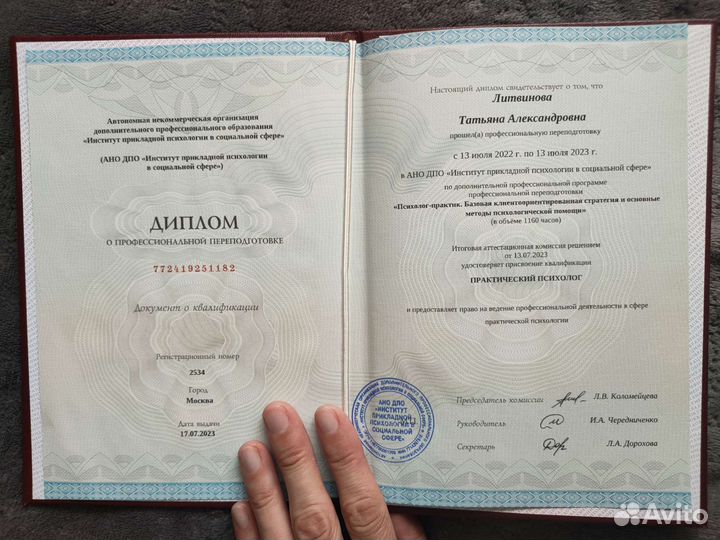 Автономная некоммерческая организация
дополнительного профессионального образования
«Институт прикладной психологии в социальной сфере»
(АНО ДПО «Институт прикладной психологии
в социальной сфере»)
ДИПЛОМ
О ПРОФЕССИОНАЛЬНОЙ ПЕРЕПОДГОТОВКЕ
772419251182
Документ о квалификации
Регистрационный номер
2534
Город
Москва
Дата выдачи
17.07.2023
Настоящий диплом свидетельствует о том, что
Литвинова
Татьяна Александровна
прошел(а) профессиональную переподготовку
с 13 июля 2022 г. по 13 июля 2023 г.
в АНО ДПО «Институт прикладной психологии в социальной сфере»
по дополнительной профессиональной программе
профессиональной переподготовки
«Психолог-практик. Базовая клиенториентированная стратегия и основные
методы психологической помощи»
(в объёме 1160 часов)
Итоговая аттестационная комиссия решением
от 13.07.2023
удостоверяет присвоение квалификации
ПРАКТИЧЕСКИЙ ПСИХОЛОГ
и предоставляет право на ведение профессиональной деятельности в сфере
практической психологии
Председатель комиссии Л.В. Коломейцева
Руководитель И.А. Чередниченко
Секретарь Л.А. Дорохова
АНО ДПО
«ИНСТИТУТ
ПРИКЛАДНОЙ
ПСИХОЛОГИИ В
СОЦИАЛЬНОЙ
СФЕРЕ»
Avito